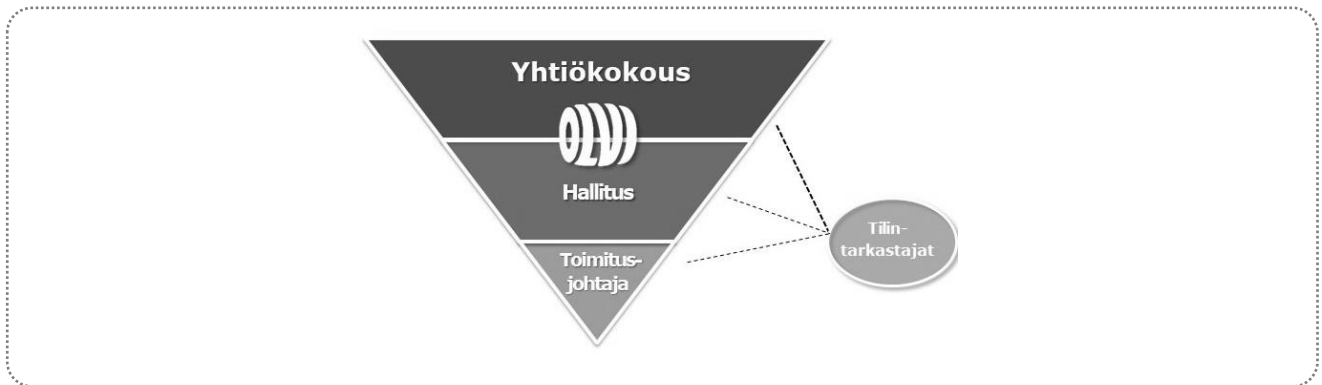 Yhtiökokous
OLVI
Hallitus
Toimitus-
johtaja
Tilin-
tarkastajat